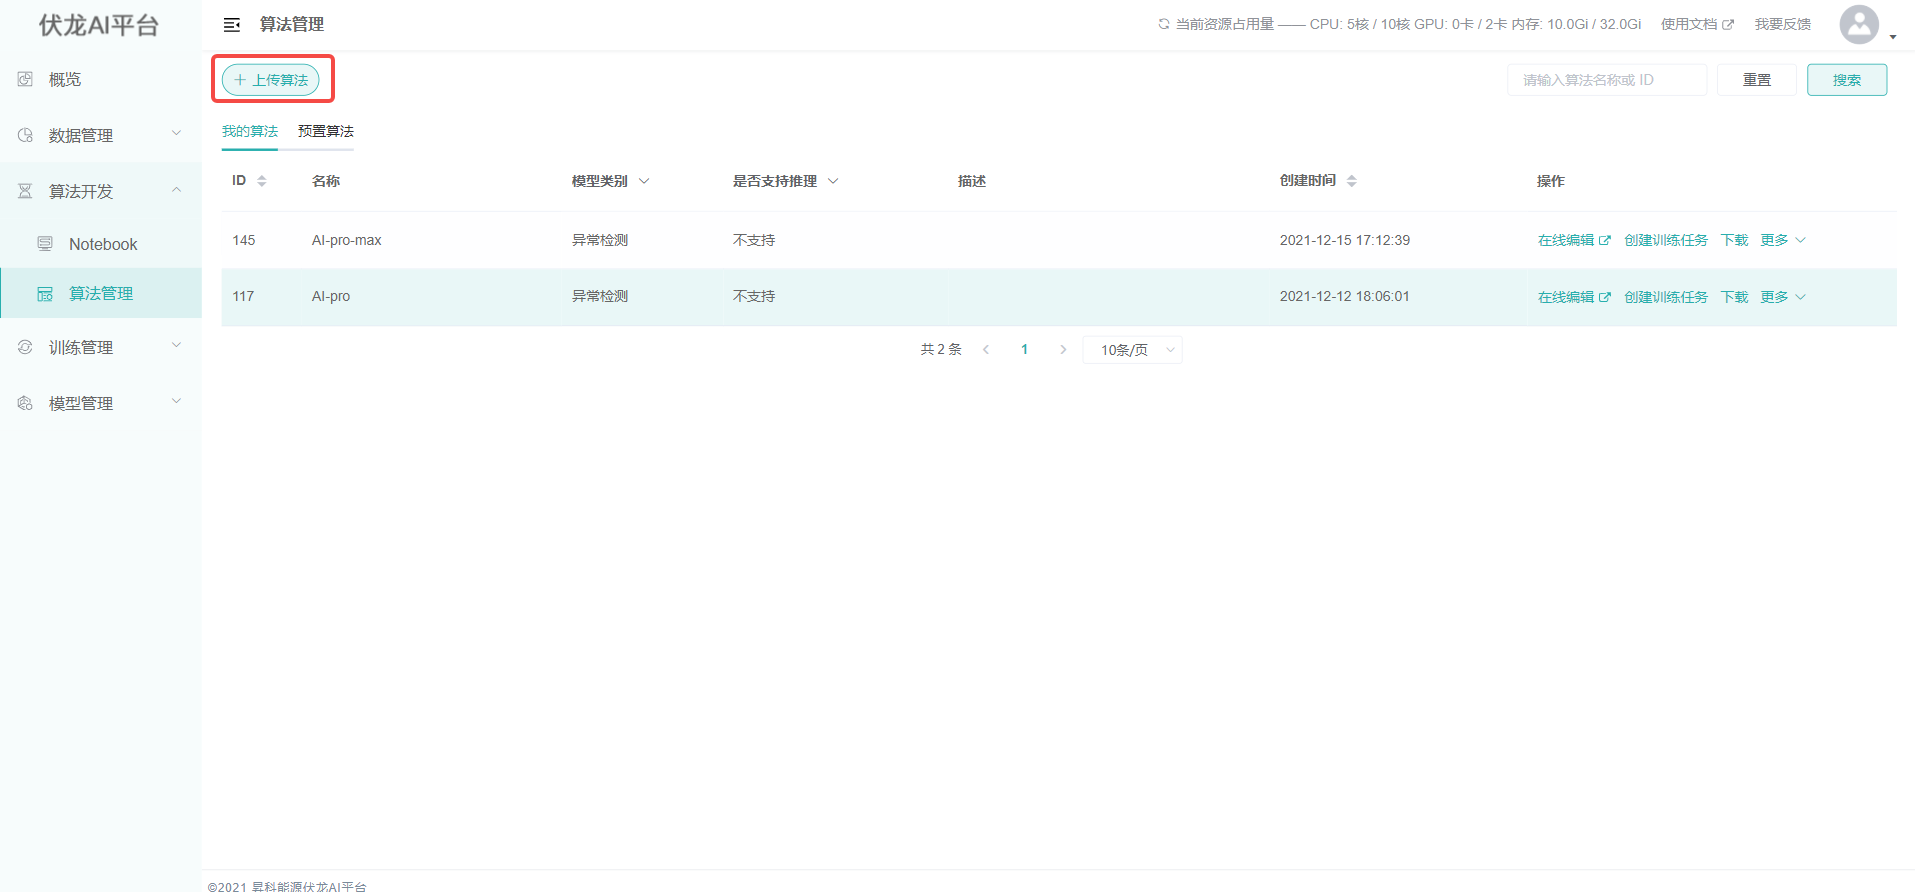 伏龙AI平台
算法管理
当前资源占用量 —— CPU: 5核 / 10核 GPU: 0卡 / 2卡 内存: 10.0Gi / 32.0Gi
使用文档
我要反馈
概览
数据管理
算法开发
Notebook
算法管理
训练管理
模型管理
上传算法
请输入算法名称或 ID
重置
搜索
我的算法 预置算法
ID 名称 模型类别 是否支持推理 描述 创建时间 操作
145 AI-pro-max 异常检测 不支持 2021-12-15 17:12:39 在线编辑 创建训练任务 下载 更多
117 AI-pro 异常检测 不支持 2021-12-12 18:06:01 在线编辑 创建训练任务 下载 更多
共 2 条 1 10条/页
©2021 昇科能源伏龙AI平台